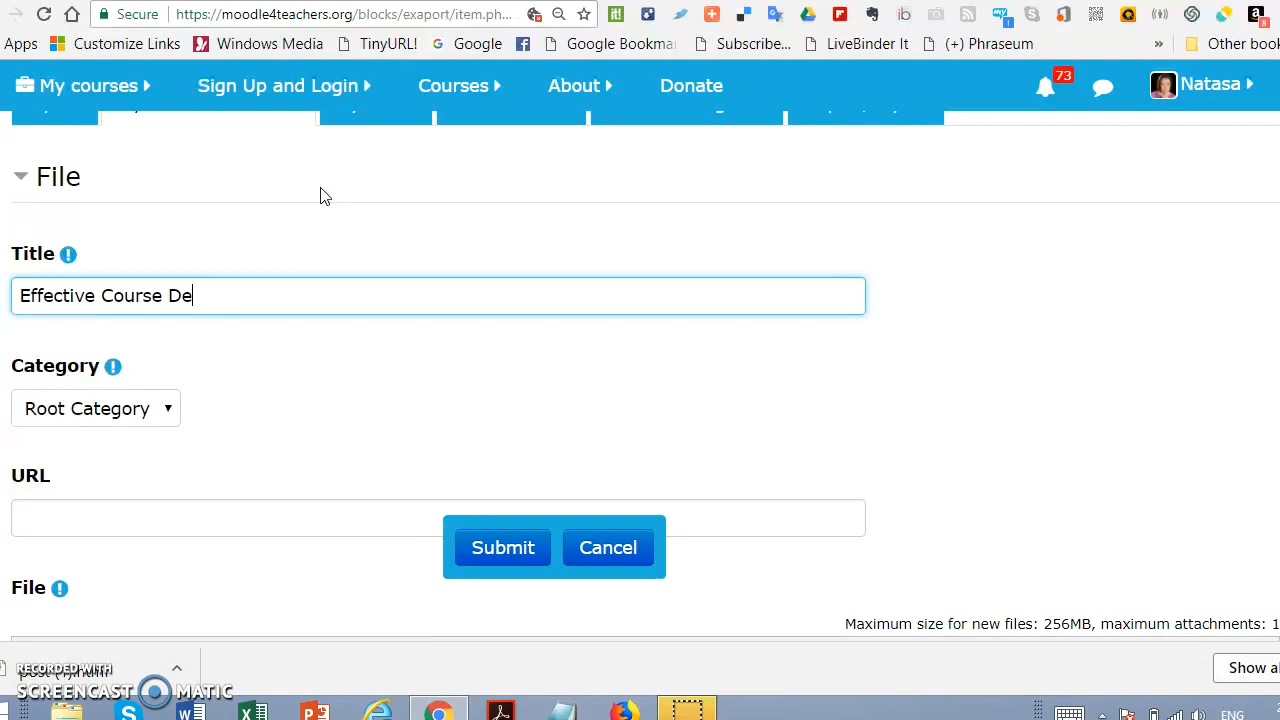 Secure https://moodle4teachers.org/blocks/exaport/item.ph...
Apps Customize Links Windows Media TinyURL! Google Google Bookma Subscribe... LiveBinder It (+) Phraseum » Other book
My courses Sign Up and Login Courses About Donate 73 Natasa
File
Title
Effective Course De
Category
Root Category
URL
Submit Cancel
File
Maximum size for new files: 256MB, maximum attachments: 1
Show al
RECORDED WITH
SCREENCAST MATIC
ENG